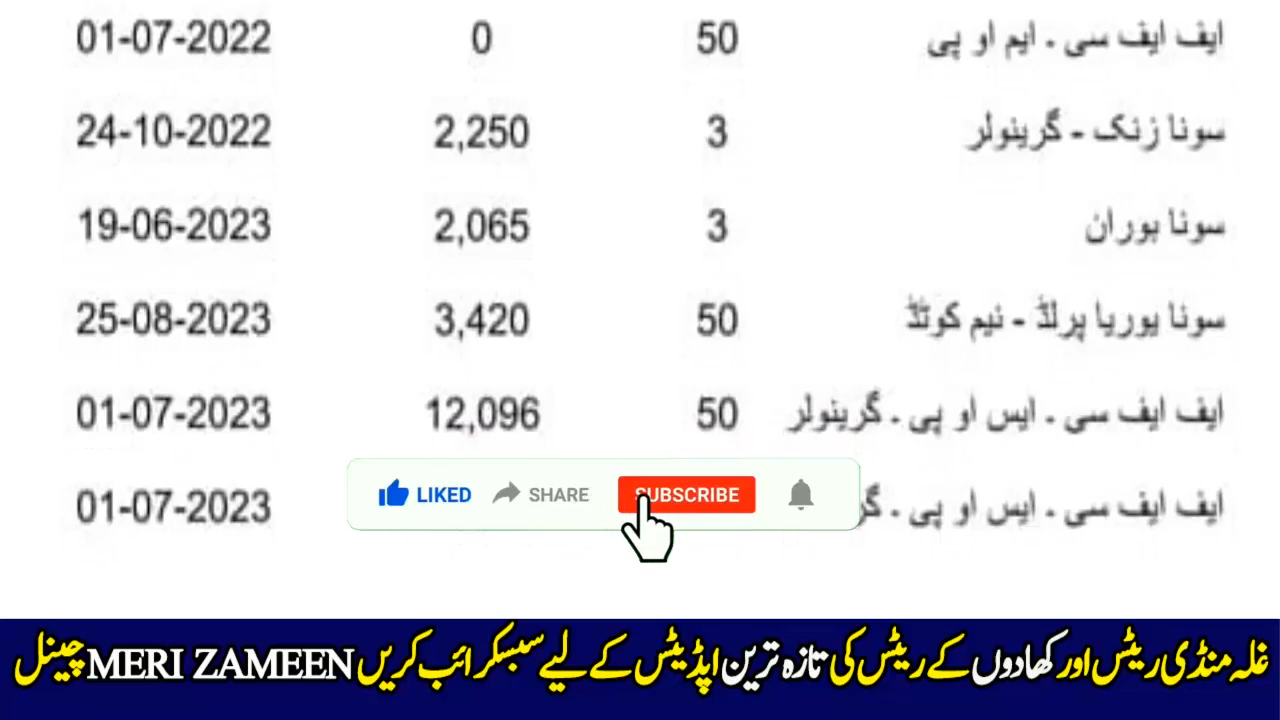 ایف ایف سی ۔ ایم او پی 50 0 01-07-2022
سونا زنک - گرینولر 3 2,250 24-10-2022
سونا بوران 3 2,065 19-06-2023
سونا یوریا پرلڈ - نیم کوٹڈ 50 3,420 25-08-2023
ایف ایف سی ۔ ایس او پی ۔ گرینولر 50 12,096 01-07-2023
ایف ایف سی ۔ ایس او پی ۔ 01-07-2023
LIKED SHARE SUBSCRIBE
غلہ منڈی ریٹس اور کھادوں کے ریٹس کی تازہ ترین اپڈیٹس کے لیے سبسکرائب کریں MERI ZAMEEN چینل